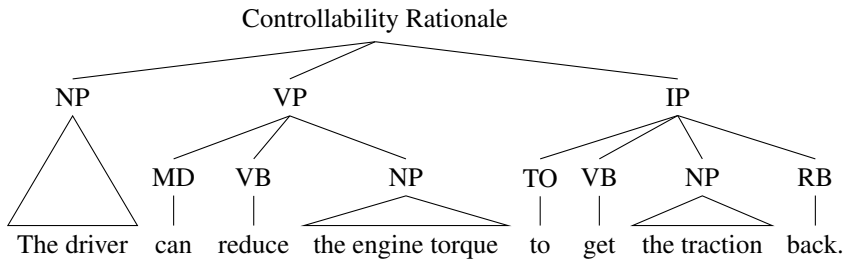 Controllability Rationale
NP VP IP
MD VB NP TO VB NP RB
The driver can reduce the engine torque to get the traction back.